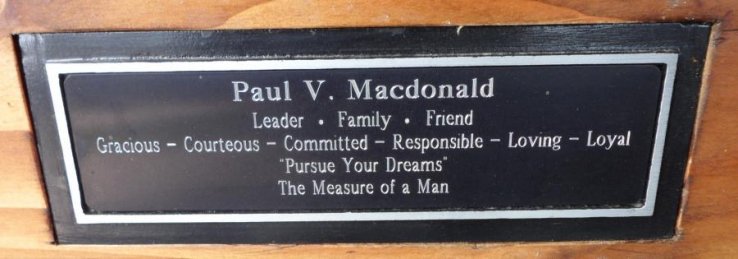 Paul V. Macdonald
Leader • Family • Friend
Gracious – Courteous – Committed – Responsible – Loving – Loyal
"Pursue Your Dreams"
The Measure of a Man